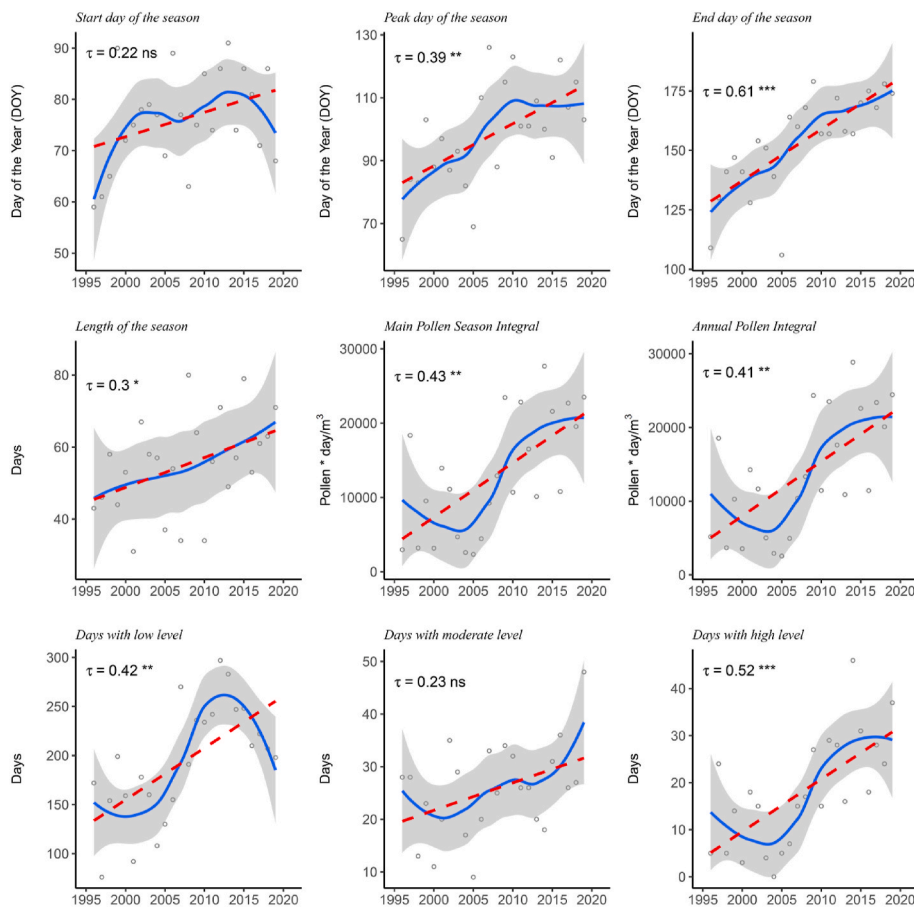 Start day of the season
τ = 0.22 ns
Day of the Year (DOY)
90
80
70
60
50
1995 2000 2005 2010 2015 2020
Peak day of the season
τ = 0.39 **
Day of the Year (DOY)
130
110
90
70
1995 2000 2005 2010 2015 2020
End day of the season
τ = 0.61 ***
Day of the Year (DOY)
175
150
125
100
1995 2000 2005 2010 2015 2020
Length of the season
τ = 0.3 *
Days
80
60
40
1995 2000 2005 2010 2015 2020
Main Pollen Season Integral
τ = 0.43 **
Pollen * day/m³
30000
20000
10000
0
1995 2000 2005 2010 2015 2020
Annual Pollen Integral
τ = 0.41 **
Pollen * day/m³
30000
20000
10000
0
1995 2000 2005 2010 2015 2020
Days with low level
τ = 0.42 **
Days
300
250
200
150
100
1995 2000 2005 2010 2015 2020
Days with moderate level
τ = 0.23 ns
Days
50
40
30
20
10
1995 2000 2005 2010 2015 2020
Days with high level
τ = 0.52 ***
Days
40
30
20
10
0
1995 2000 2005 2010 2015 2020